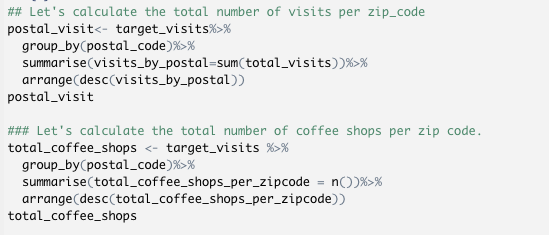 ## Let's calculate the total number of visits per zip_code
postal_visit<- target_visits%>%
  group_by(postal_code)%>%
  summarise(visits_by_postal=sum(total_visits))%>%
  arrange(desc(visits_by_postal))
postal_visit

### Let's calculate the total number of coffee shops per zip code.
total_coffee_shops <- target_visits %>%
  group_by(postal_code)%>%
  summarise(total_coffee_shops_per_zipcode = n())%>%
  arrange(desc(total_coffee_shops_per_zipcode))
total_coffee_shops